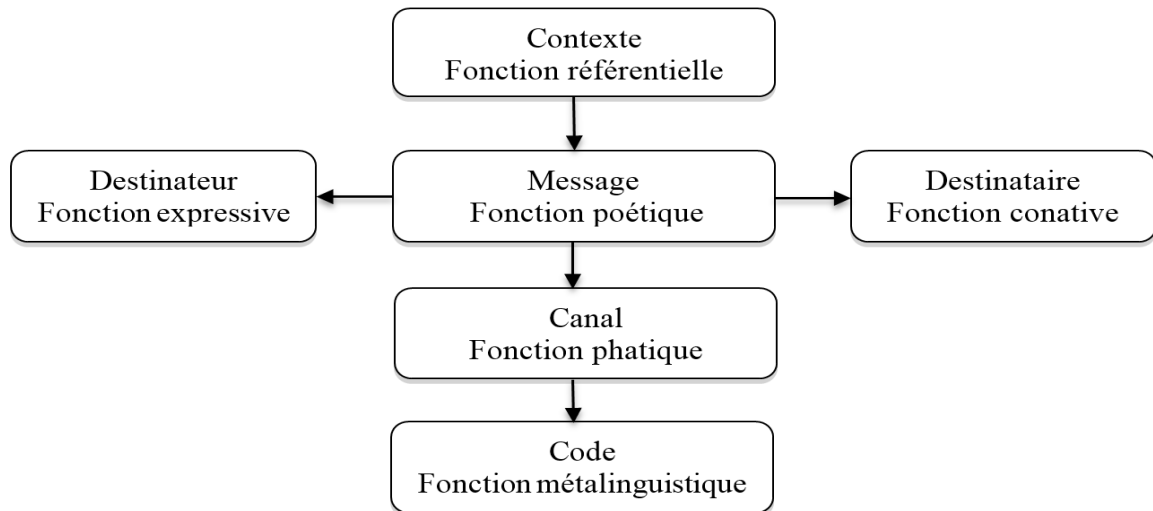 Contexte
Fonction référentielle
Destinateur
Fonction expressive
Message
Fonction poétique
Destinataire
Fonction conative
Canal
Fonction phatique
Code
Fonction métalinguistique